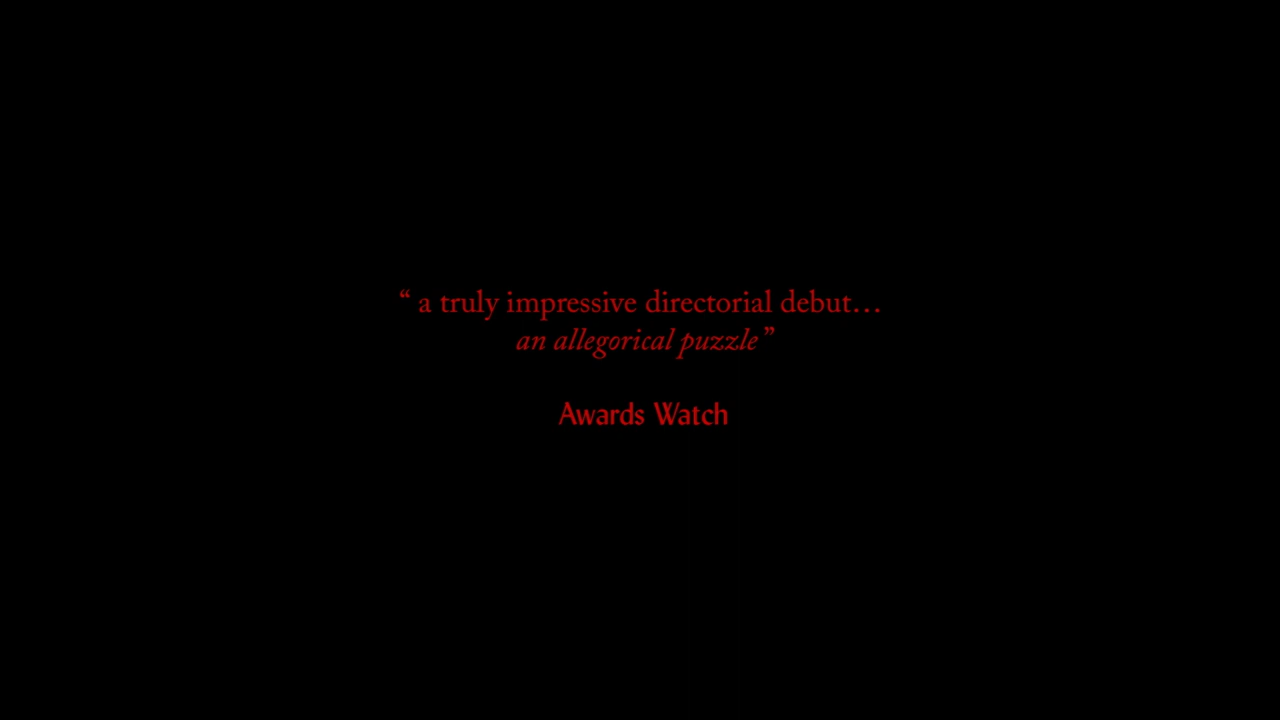 “ a truly impressive directorial debut…
an allegorical puzzle ”
Awards Watch